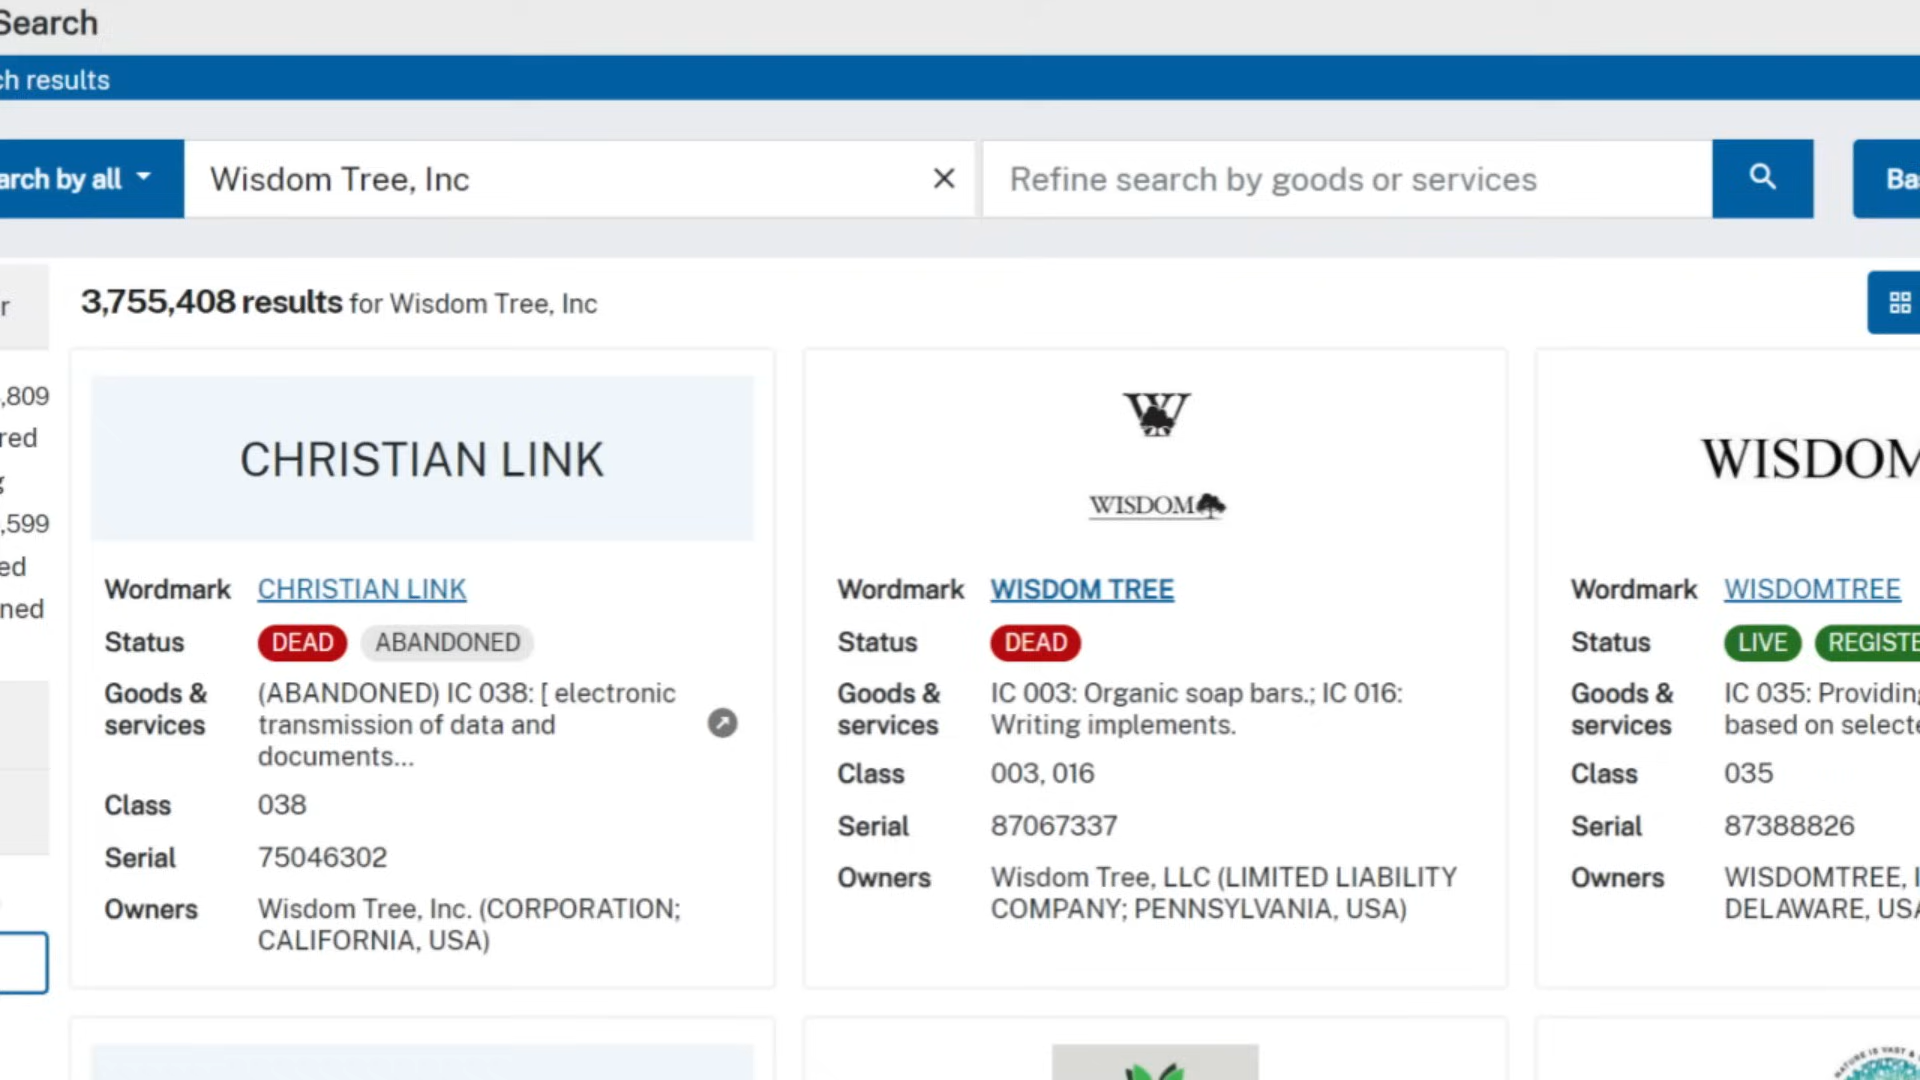 Search
ch results
arch by all
Wisdom Tree, Inc
Refine search by goods or services
Ba
3,755,408 results for Wisdom Tree, Inc
r
,809
red
g
,599
ed
ned
CHRISTIAN LINK
Wordmark CHRISTIAN LINK
Status DEAD ABANDONED
Goods & services (ABANDONED) IC 038: [ electronic
transmission of data and
documents...
Class 038
Serial 75046302
Owners Wisdom Tree, Inc. (CORPORATION;
CALIFORNIA, USA)
W
WISDOM
Wordmark WISDOM TREE
Status DEAD
Goods & services IC 003: Organic soap bars.; IC 016:
Writing implements.
Class 003, 016
Serial 87067337
Owners Wisdom Tree, LLC (LIMITED LIABILITY
COMPANY; PENNSYLVANIA, USA)
WISDOM
Wordmark WISDOMTREE
Status LIVE REGISTE
Goods & services IC 035: Providing
based on selecte
Class 035
Serial 87388826
Owners WISDOMTREE, I
DELAWARE, USA
NATURE IS VAST &